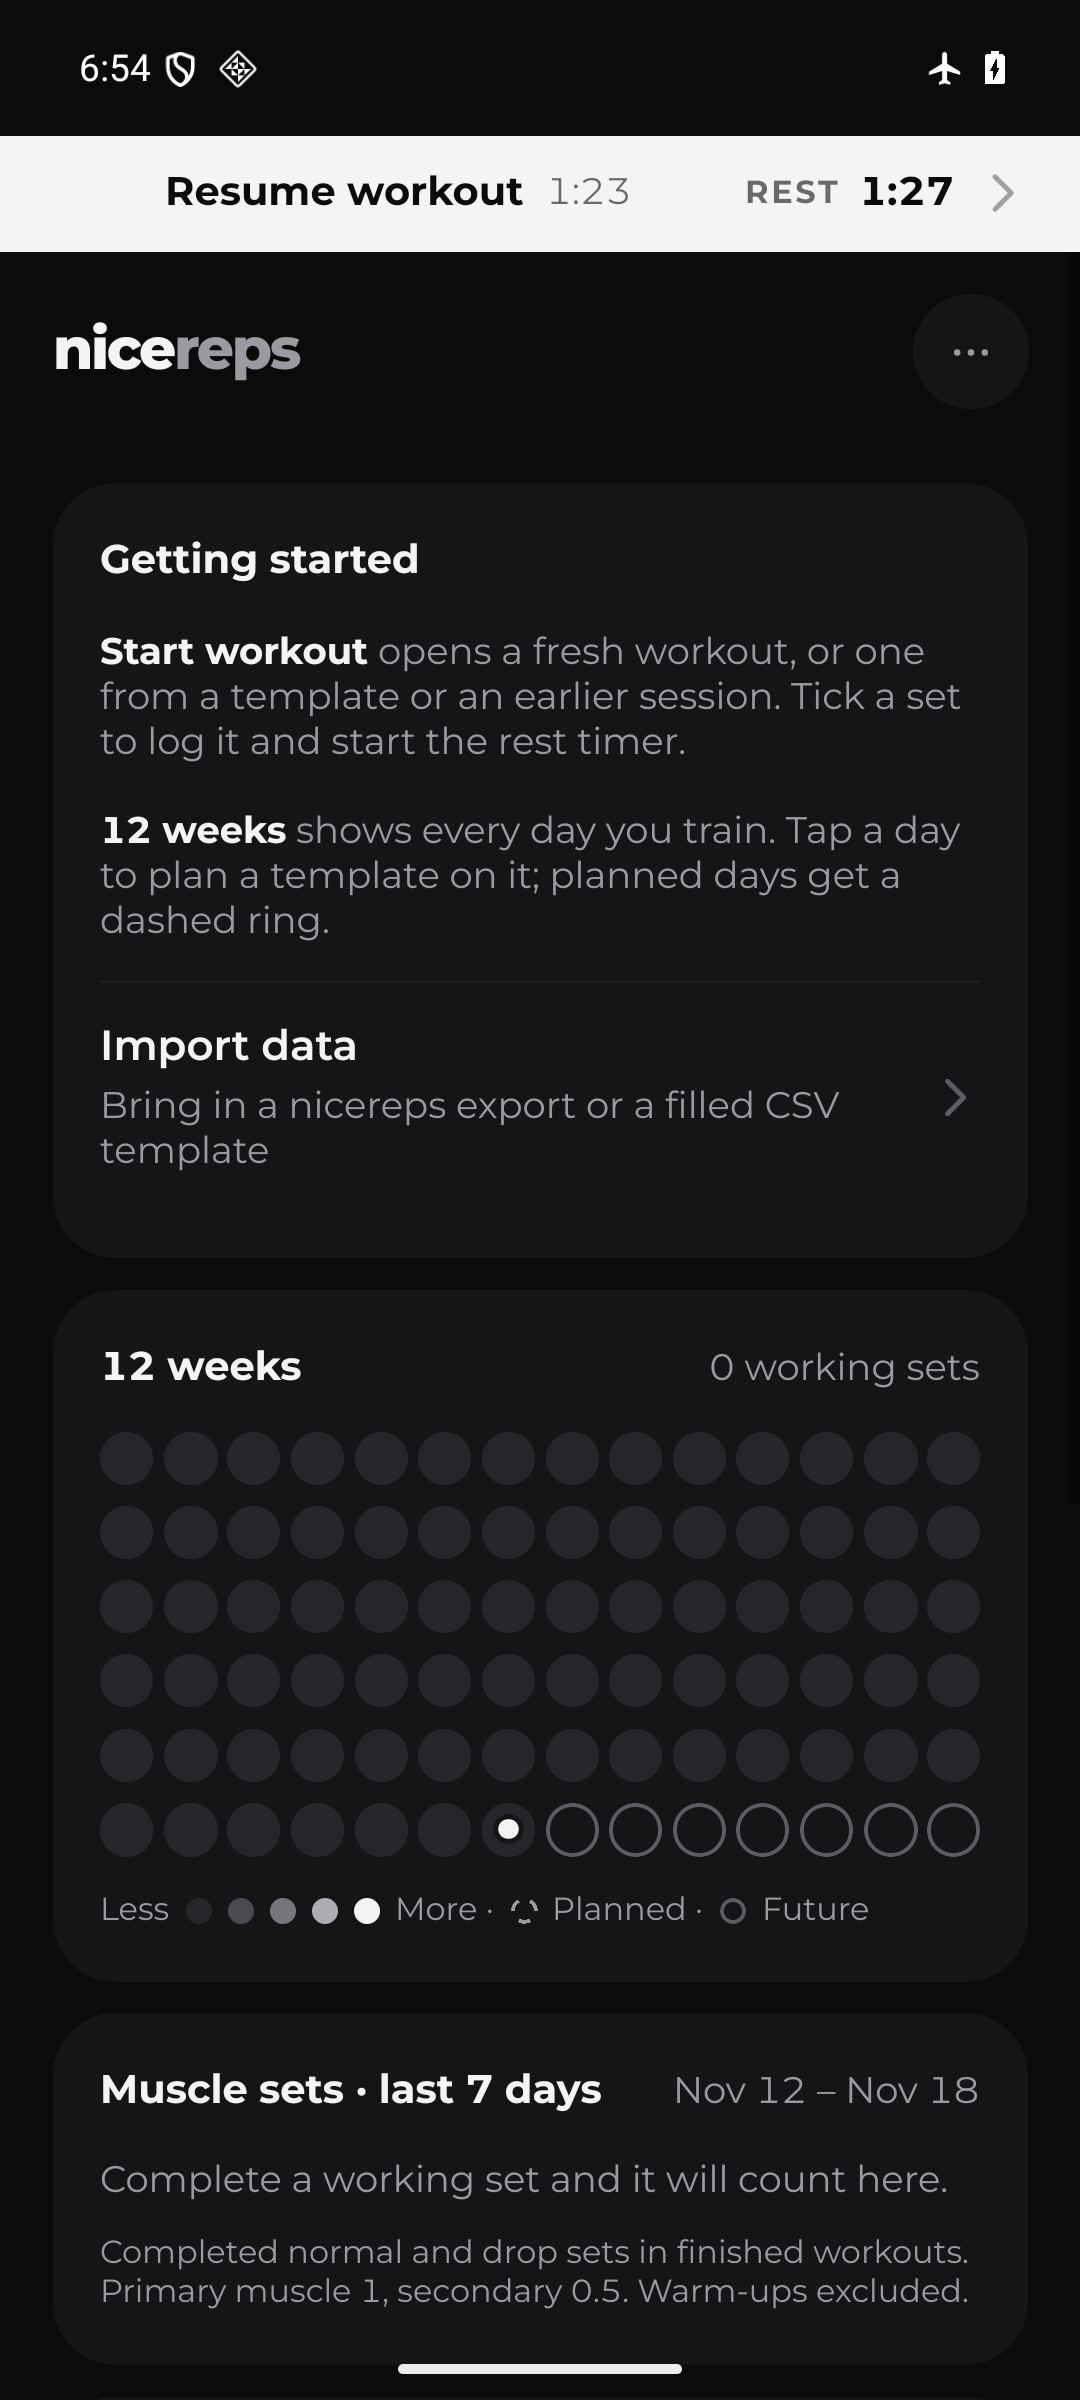 6:54
Resume workout 1:23 REST 1:27
nicereps
Getting started
Start workout opens a fresh workout, or one
from a template or an earlier session. Tick a set
to log it and start the rest timer.
12 weeks shows every day you train. Tap a day
to plan a template on it; planned days get a
dashed ring.
Import data
Bring in a nicereps export or a filled CSV
template
12 weeks 0 working sets
Less More · Planned · Future
Muscle sets · last 7 days Nov 12 – Nov 18
Complete a working set and it will count here.
Completed normal and drop sets in finished workouts.
Primary muscle 1, secondary 0.5. Warm-ups excluded.